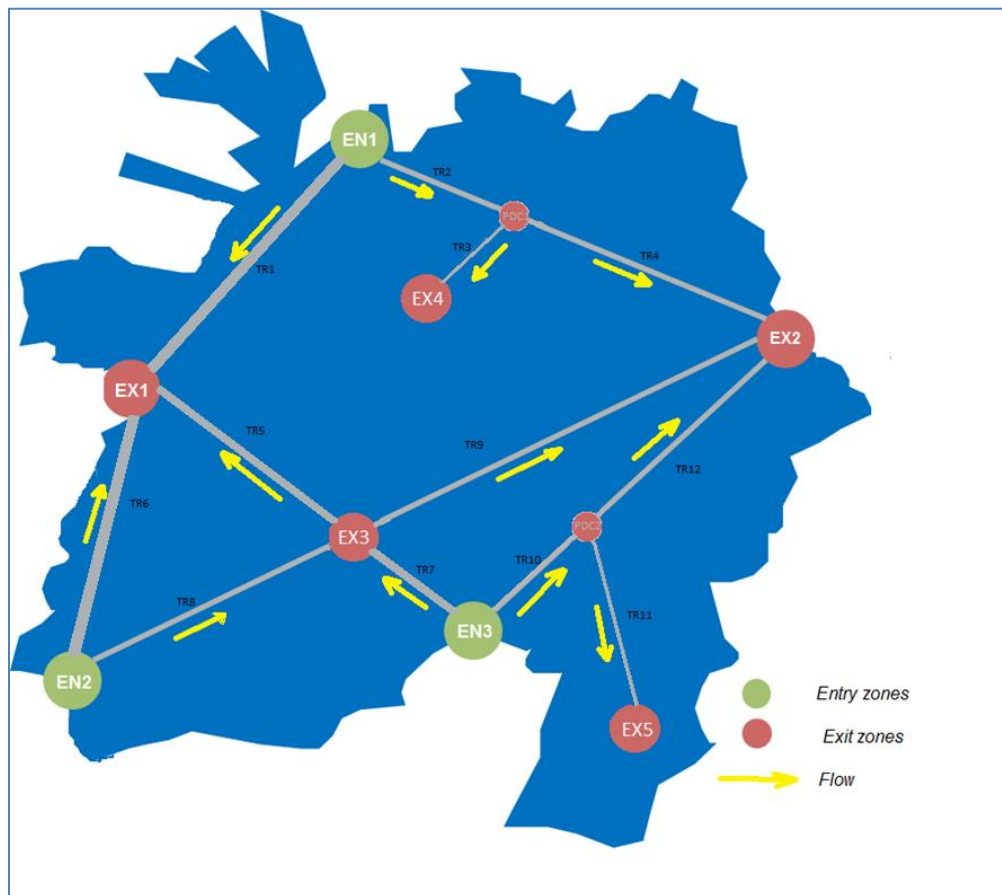 EN1
TR2
PDC1
TR3
TR4
TR1
EX4
EX2
EX1
TR5
TR9
TR12
TR6
PDC2
EX3
TR10
TR7
TR8
TR11
EN3
EN2
Entry zones
EX5
Exit zones
Flow